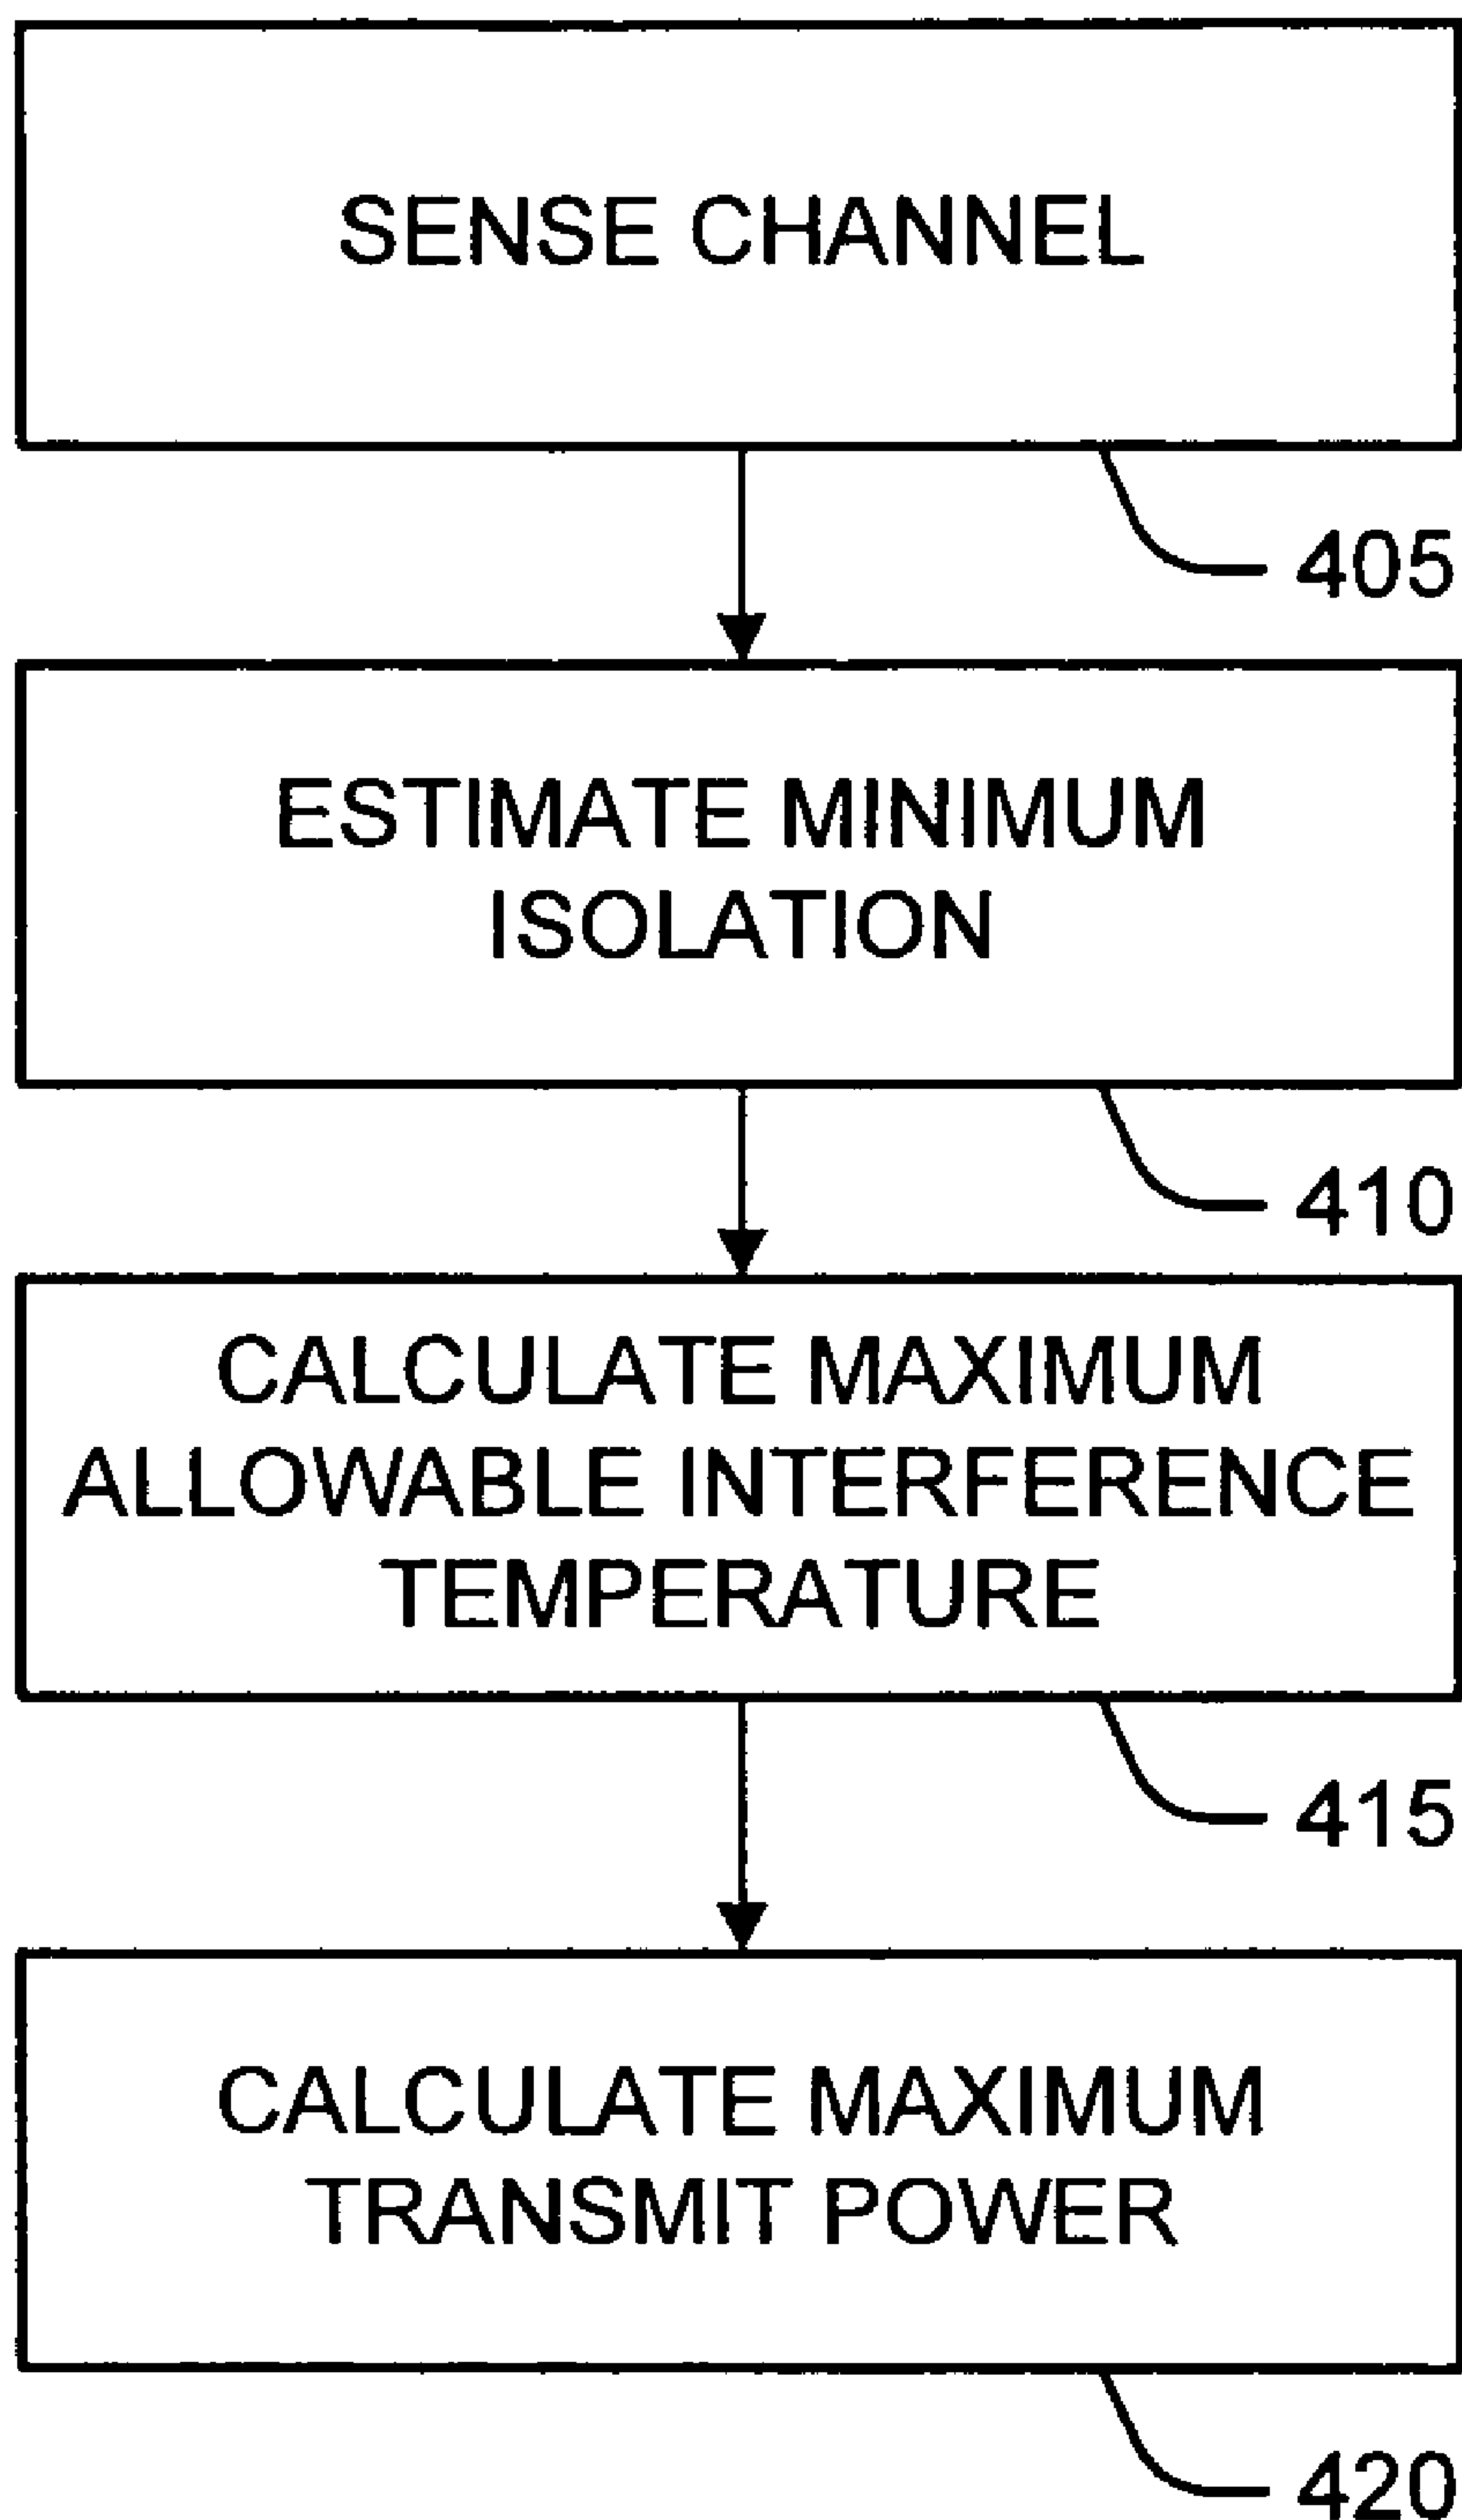 SENSE CHANNEL
405
ESTIMATE MINIMUM
ISOLATION
410
CALCULATE MAXIMUM
ALLOWABLE INTERFERENCE
TEMPERATURE
415
CALCULATE MAXIMUM
TRANSMIT POWER
420